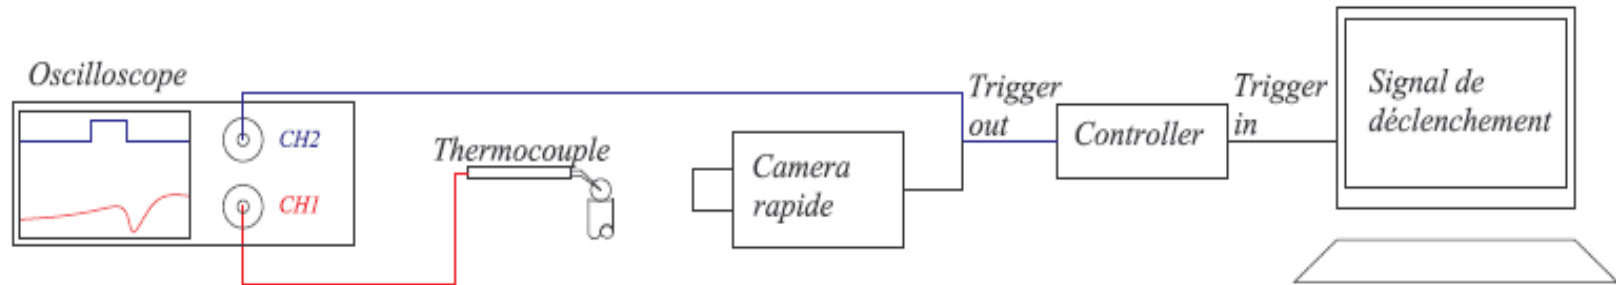 Oscilloscope
CH2
CH1
Thermocouple
Camera
rapide
Trigger
out
Controller
Trigger
in
Signal de
déclenchement